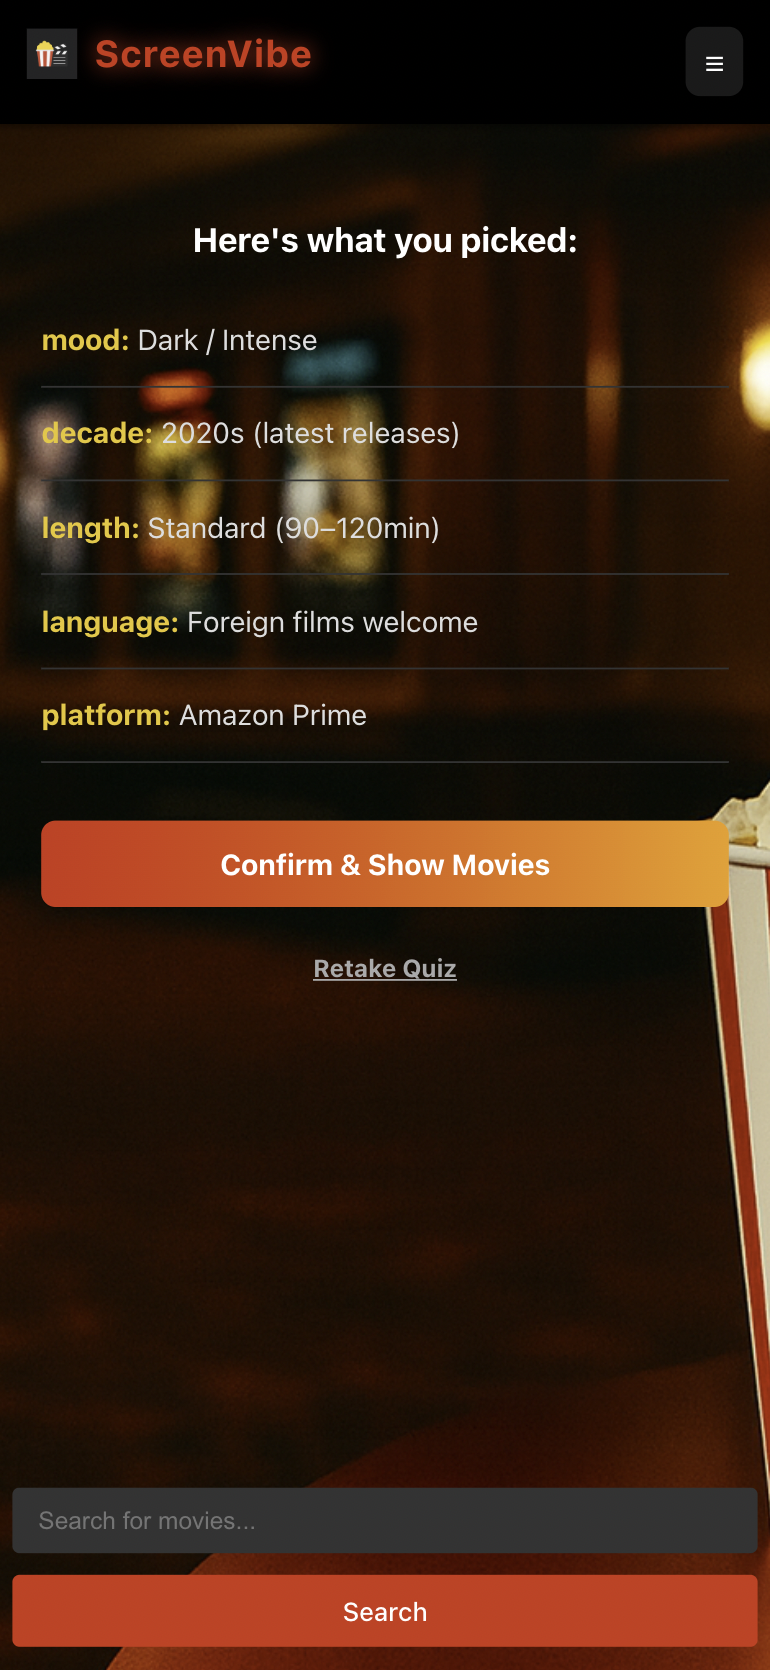 ScreenVibe
Here's what you picked:
mood: Dark / Intense
decade: 2020s (latest releases)
length: Standard (90–120min)
language: Foreign films welcome
platform: Amazon Prime
Confirm & Show Movies
Retake Quiz
Search for movies...
Search